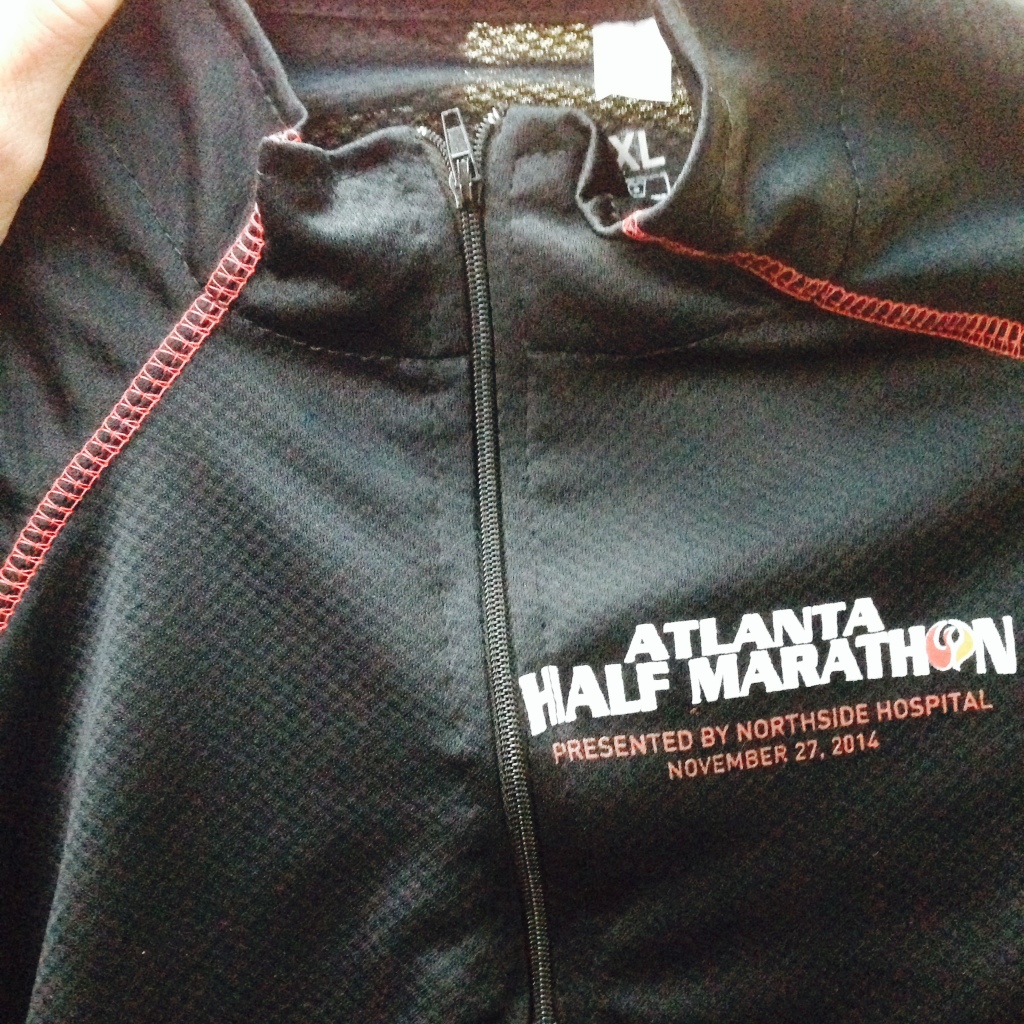 XL
ATLANTA
HALF MARATHON
PRESENTED BY NORTHSIDE HOSPITAL
NOVEMBER 27, 2014